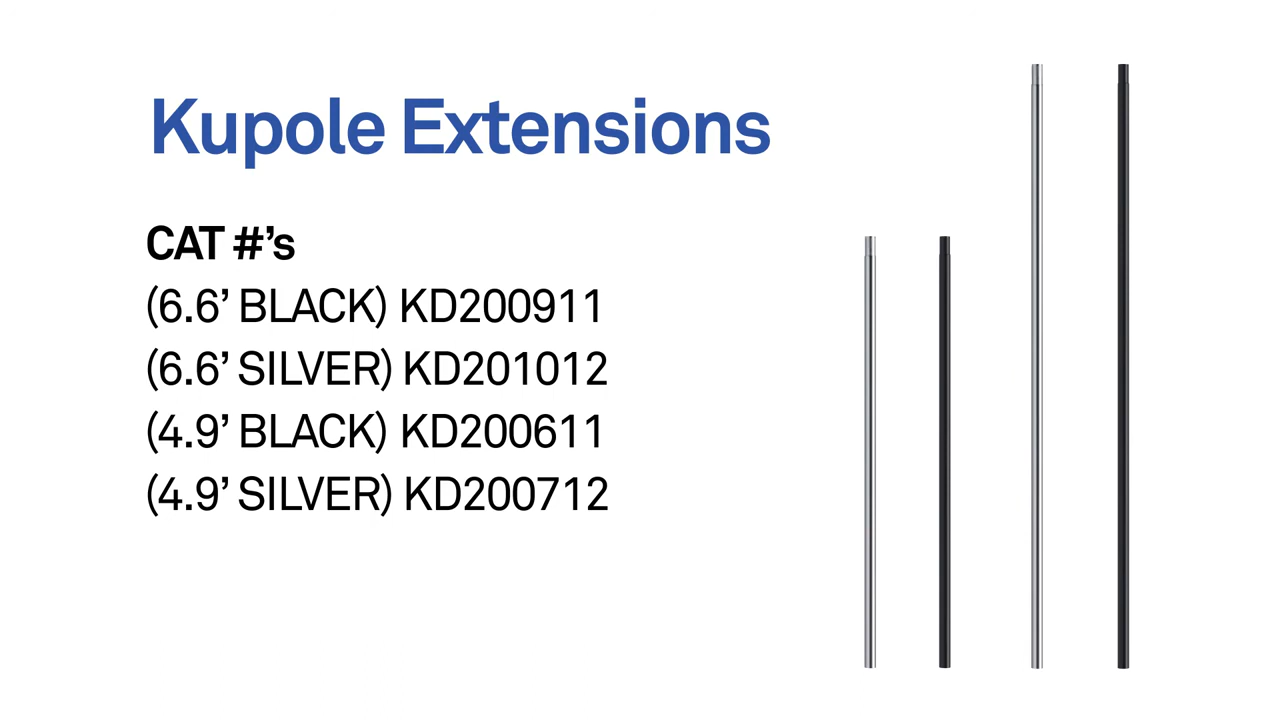 Kupole Extensions
CAT #’s
(6.6’ BLACK) KD200911
(6.6’ SILVER) KD201012
(4.9’ BLACK) KD200611
(4.9’ SILVER) KD200712